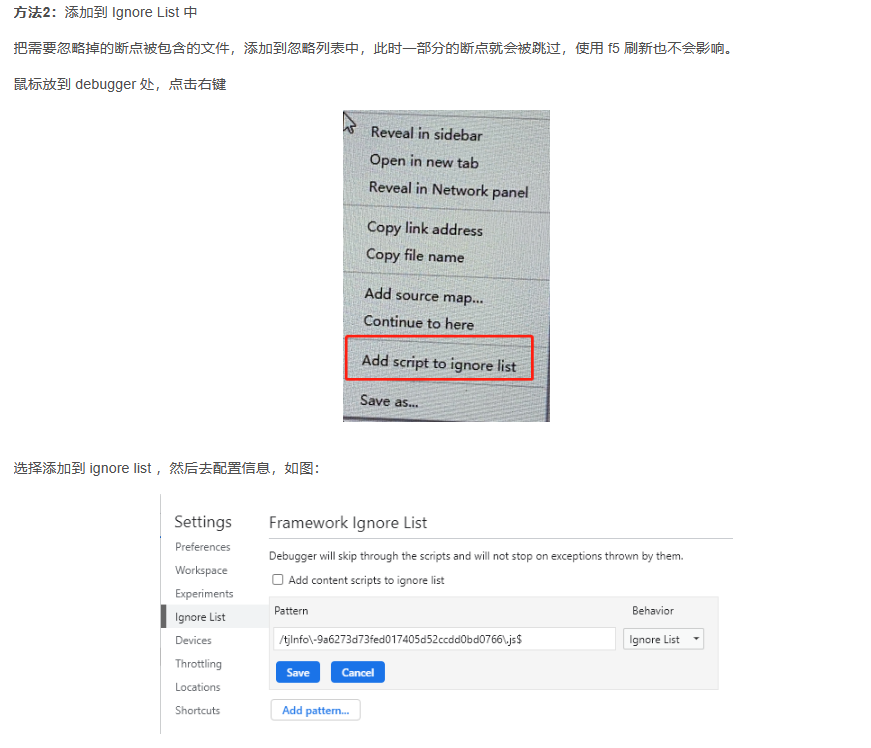 方法2：添加到 Ignore List 中
把需要忽略掉的断点被包含的文件，添加到忽略列表中，此时一部分的断点就会被跳过，使用 f5 刷新也不会影响。
鼠标放到 debugger 处，点击右键
Reveal in sidebar
Open in new tab
Reveal in Network panel
Copy link address
Copy file name
Add source map...
Continue to here
Add script to ignore list
Save as...
选择添加到 ignore list ，然后去配置信息，如图：
Settings
Preferences
Workspace
Experiments
Ignore List
Devices
Throttling
Locations
Shortcuts
Framework Ignore List
Debugger will skip through the scripts and will not stop on exceptions thrown by them.
Add content scripts to ignore list
Pattern Behavior
/tjInfo\-9a6273d73fed017405d52ccdd0bd0766\.js$ Ignore List
Save Cancel
Add pattern...